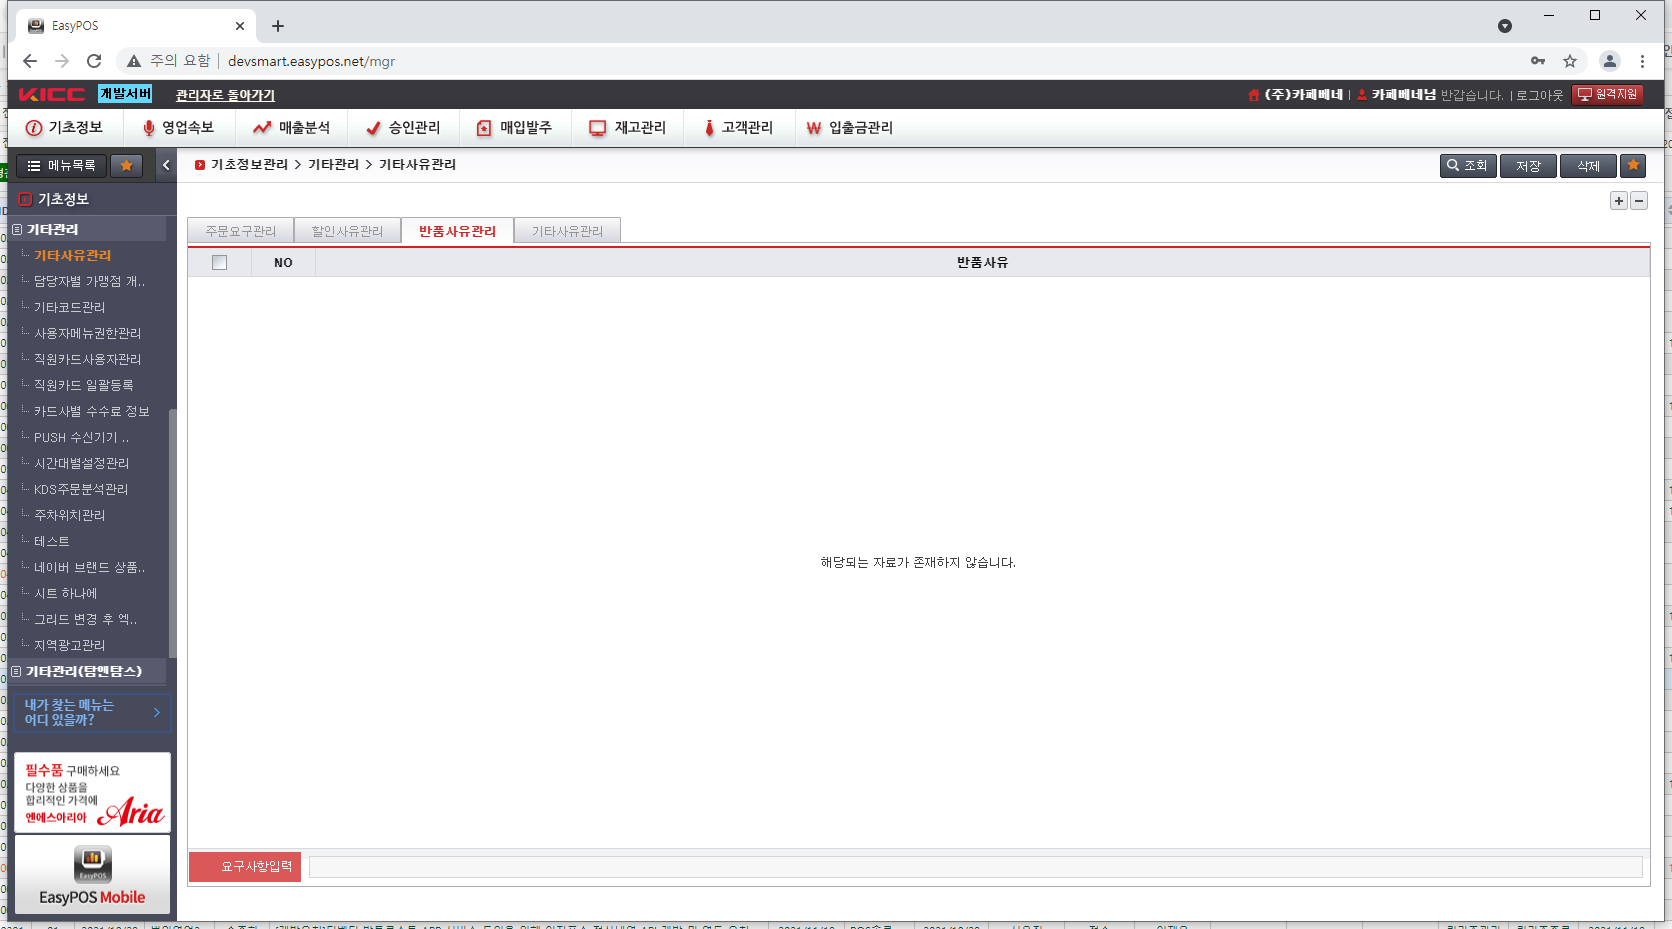 EasyPOS
주의 요함 | devsmart.easypos.net/mgr
KICC 개발서버 관리자로 돌아가기 (주)카페베네 | 카페베네님 반갑습니다. | 로그아웃 원격지원
기초정보 영업속보 매출분석 승인관리 매입발주 재고관리 고객관리 입출금관리
메뉴목록 기초정보관리 > 기타관리 > 기타사유관리 조회 저장 삭제
기초정보
기타관리
기타사유관리
담당자별 가맹점 개..
기타코드관리
사용자메뉴권한관리
직원카드사용자관리
직원카드 일괄등록
카드사별 수수료 정보
PUSH 수신기기 ..
시간대별설정관리
KDS주문분석관리
주차위치관리
테스트
네이버 브랜드 상품..
시트 하나에
그리드 변경 후 엑..
지역광고관리
기타관리(탐앤탐스)
내가 찾는 메뉴는
어디 있을까?
필수품 구매하세요
다양한 상품을
합리적인 가격에
앤에스아리아 Aria
EasyPOS
EasyPOS Mobile
주문요구관리 할인사유관리 반품사유관리 기타사유관리
NO 반품사유
해당되는 자료가 존재하지 않습니다.
요구사항입력